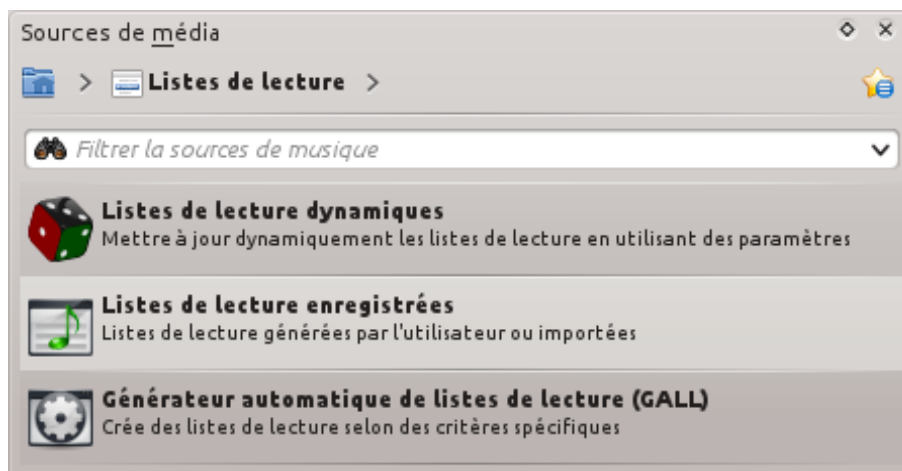 Sources de média
> Listes de lecture >
Filtrer la sources de musique
Listes de lecture dynamiques
Mettre à jour dynamiquement les listes de lecture en utilisant des paramètres
Listes de lecture enregistrées
Listes de lecture générées par l'utilisateur ou importées
Générateur automatique de listes de lecture (GALL)
Crée des listes de lecture selon des critères spécifiques